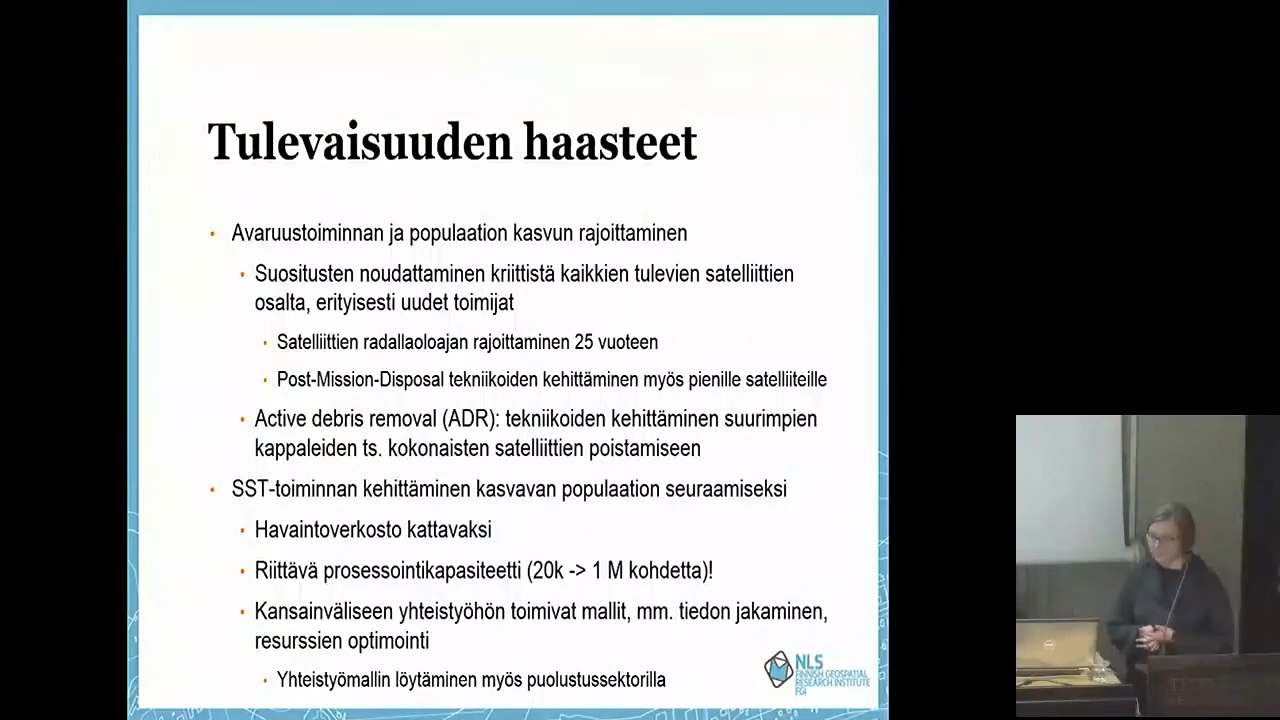 Tulevaisuuden haasteet
• Avaruustoiminnan ja populaation kasvun rajoittaminen
• Suositusten noudattaminen kriittistä kaikkien tulevien satelliittien
osalta, erityisesti uudet toimijat
• Satelliittien radallaoloajan rajoittaminen 25 vuoteen
• Post-Mission-Disposal tekniikoiden kehittäminen myös pienille satelliiteille
• Active debris removal (ADR): tekniikoiden kehittäminen suurimpien
kappaleiden ts. kokonaisten satelliittien poistamiseen
• SST-toiminnan kehittäminen kasvavan populaation seuraamiseksi
• Havaintoverkosto kattavaksi
• Riittävä prosessointikapasiteetti (20k -> 1 M kohdetta)!
• Kansainväliseen yhteistyöhön toimivat mallit, mm. tiedon jakaminen,
resurssien optimointi
• Yhteistyömallin löytäminen myös puolustussektorilla
NLS
FINNISH GEOSPATIAL
RESEARCH INSTITUTE
FGI